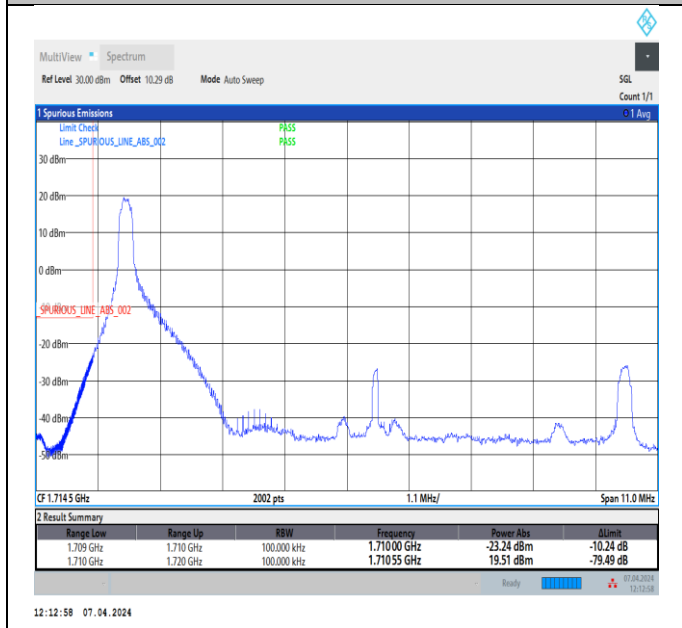 MultiView Spectrum
Ref Level 30.00 dBm Offset 10.29 dB Mode Auto Sweep SGL
Count 1/1
1 Spurious Emissions 1 Avg
Limit Check PASS
Line _SPURIOUS_LINE_ABS_002 PASS
30 dBm
20 dBm
10 dBm
0 dBm
_SPURIOUS_LINE_ABS_002
-20 dBm
-30 dBm
-40 dBm
-50 dBm
CF 1.7145 GHz 2002 pts 1.1 MHz/ Span 11.0 MHz
2 Result Summary
Range Low Range Up RBW Frequency Power Abs ΔLimit
1.709 GHz 1.710 GHz 100.000 kHz 1.71000 GHz -23.24 dBm -10.24 dB
1.710 GHz 1.720 GHz 100.000 kHz 1.71055 GHz 19.51 dBm -79.49 dB
Ready 07.04.2024
12:12:58
12:12:58 07.04.2024